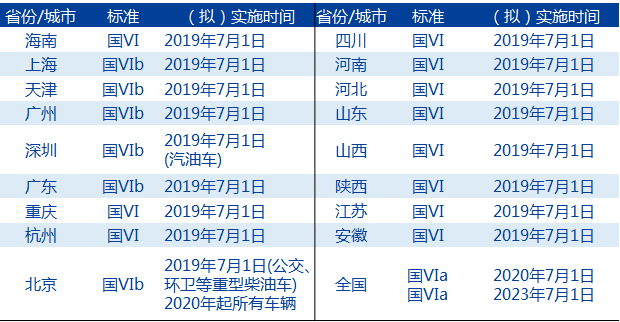 省份/城市 标准 （拟）实施时间 省份/城市 标准 （拟）实施时间
海南 国VI 2019年7月1日 四川 国VI 2019年7月1日
上海 国VIb 2019年7月1日 河南 国VI 2019年7月1日
天津 国VIb 2019年7月1日 河北 国VI 2019年7月1日
广州 国VIb 2019年7月1日 山东 国VI 2019年7月1日
深圳 国VIb 2019年7月1日 山西 国VI 2019年7月1日
(汽油车)
广东 国VIb 2019年7月1日 陕西 国VI 2019年7月1日
重庆 国VI 2019年7月1日 江苏 国VI 2019年7月1日
杭州 国VI 2019年7月1日 安徽 国VI 2019年7月1日
北京 国VIb 2019年7月1日(公交、
环卫等重型柴油车)
2020年起所有车辆
全国 国VIa 2020年7月1日
国VIa 2023年7月1日